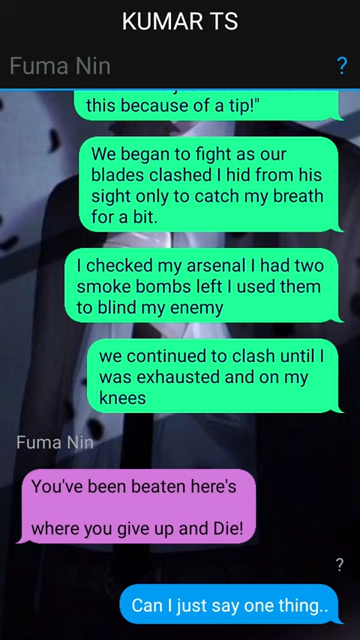 KUMAR TS
Fuma Nin ?
this because of a tip!"
We began to fight as our
blades clashed I hid from his
sight only to catch my breath
for a bit.
I checked my arsenal I had two
smoke bombs left I used them
to blind my enemy
we continued to clash until I
was exhausted and on my
knees
Fuma Nin
You've been beaten here's
where you give up and Die!
?
Can I just say one thing..